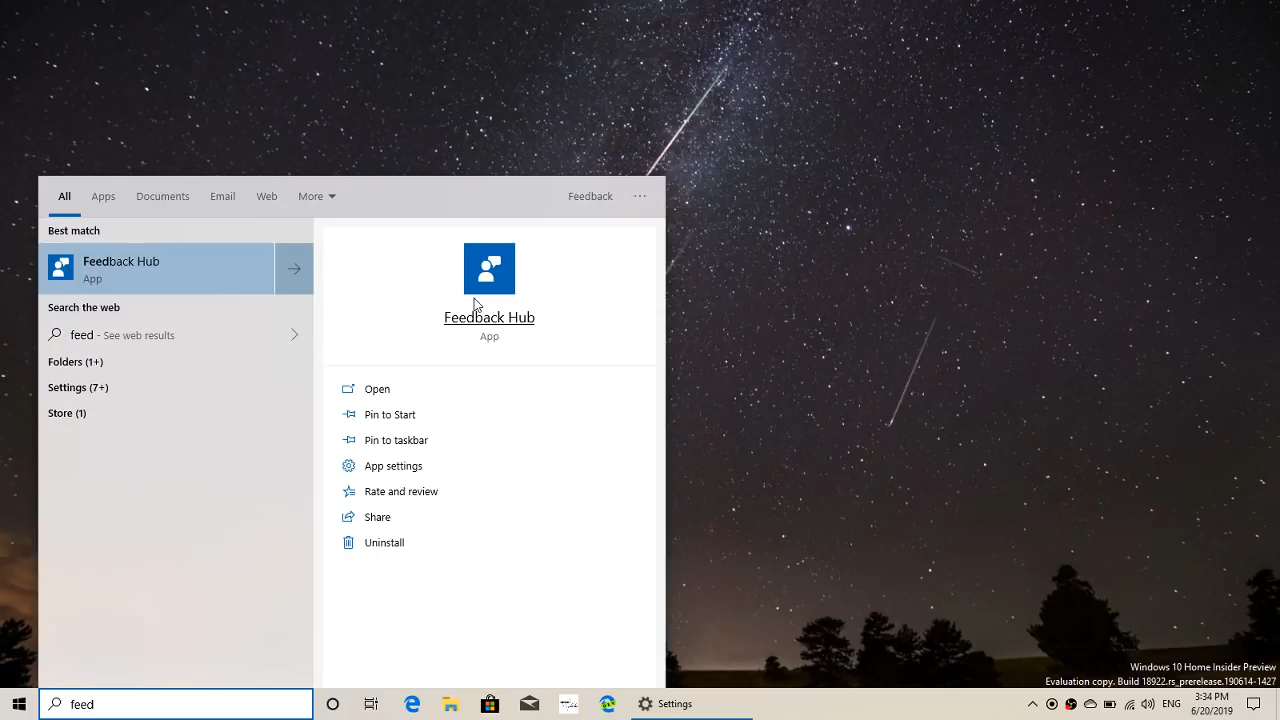 All Apps Documents Email Web More Feedback ...
Best match
Feedback Hub
App
Search the web
feed - See web results
Folders (1+)
Settings (7+)
Store (1)
Feedback Hub
App
Open
Pin to Start
Pin to taskbar
App settings
Rate and review
Share
Uninstall
Windows 10 Home Insider Preview
Evaluation copy. Build 18922.rs_prerelease.190614-1427
feed
Settings
ENG
3:34 PM
6/20/2019